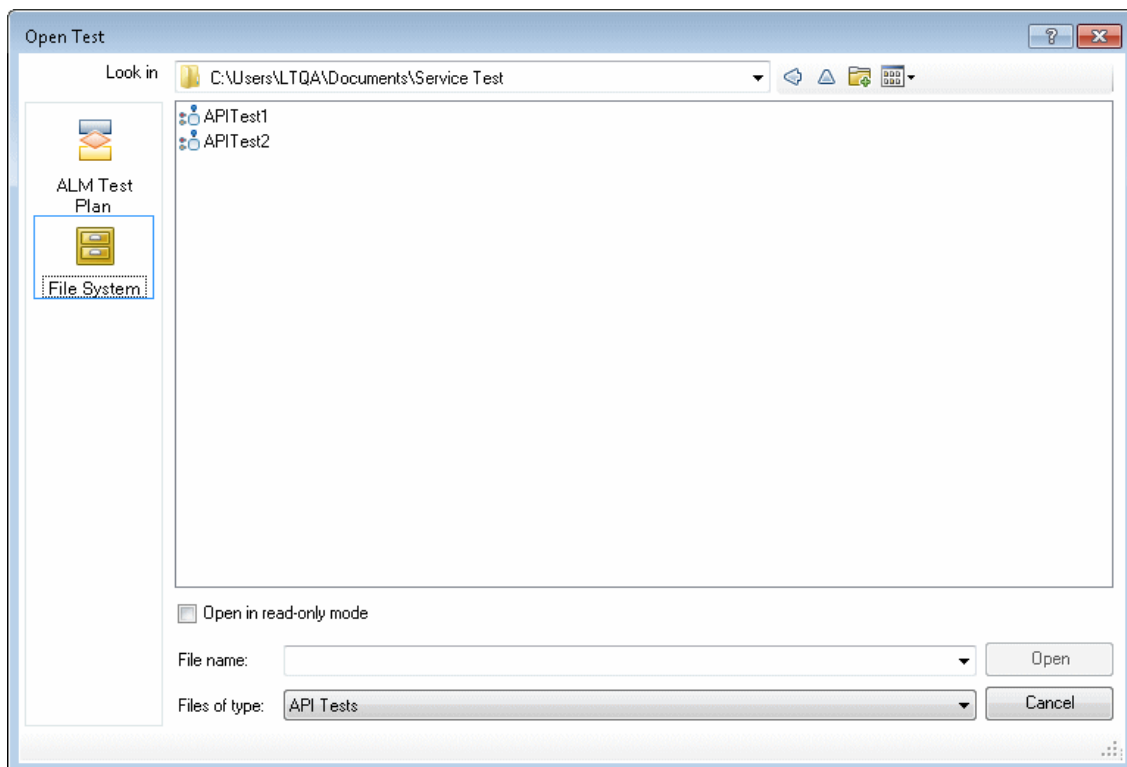 Open Test
Look in
C:\Users\LTQA\Documents\Service Test
ALM Test
Plan
File System
APITest1
APITest2
Open in read-only mode
File name:
Open
Files of type:
API Tests
Cancel